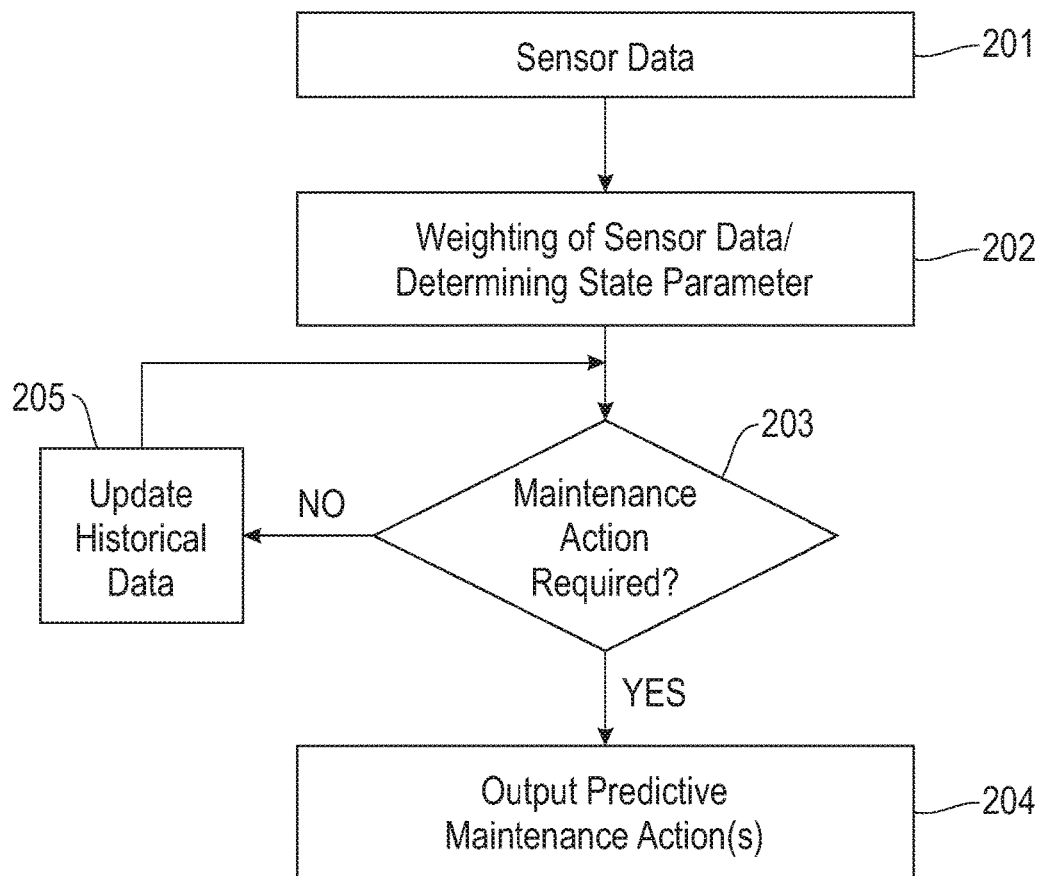 Sensor Data
201
Weighting of Sensor Data/
Determining State Parameter
202
205
203
Update
Historical
Data
NO
Maintenance
Action
Required?
YES
Output Predictive
Maintenance Action(s)
204